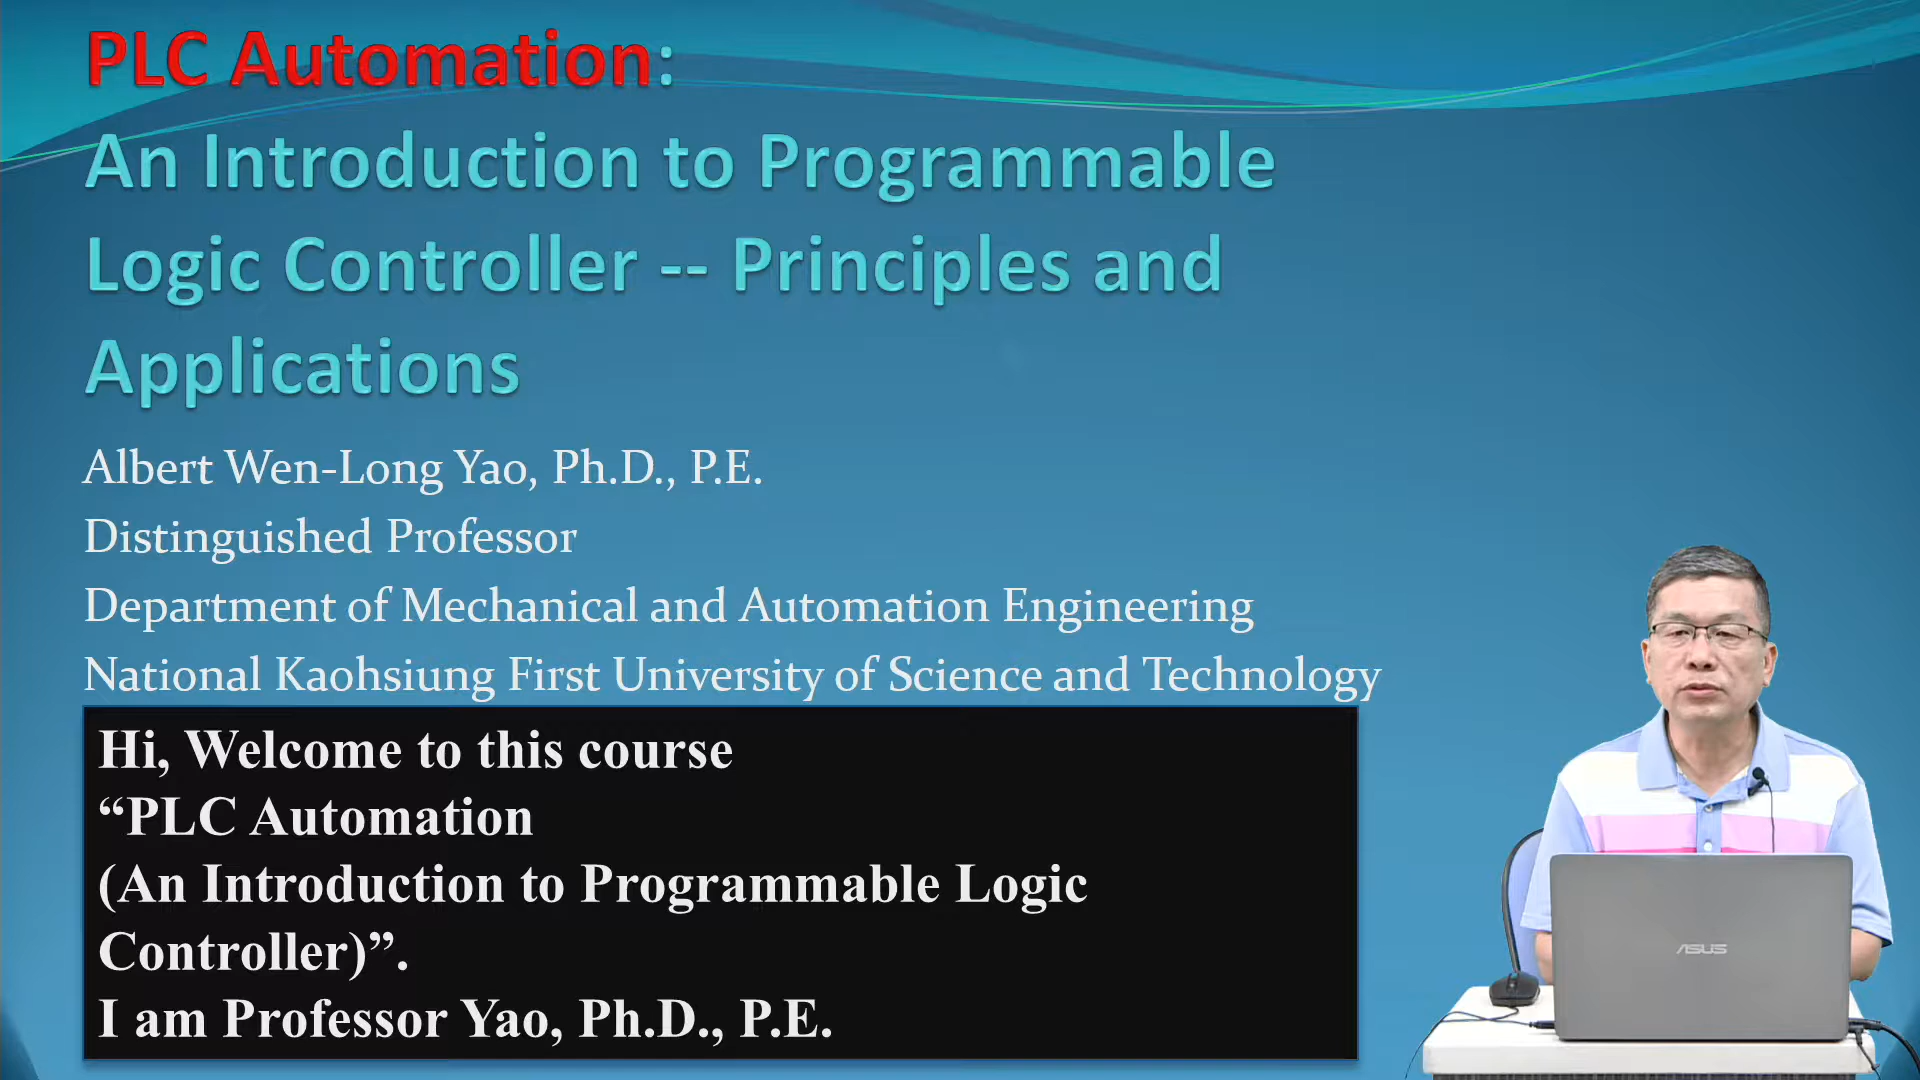 PLC Automation:
An Introduction to Programmable
Logic Controller -- Principles and
Applications
Albert Wen-Long Yao, Ph.D., P.E.
Distinguished Professor
Department of Mechanical and Automation Engineering
National Kaohsiung First University of Science and Technology
Hi, Welcome to this course
“PLC Automation
(An Introduction to Programmable Logic
Controller)”.
I am Professor Yao, Ph.D., P.E.
ASUS